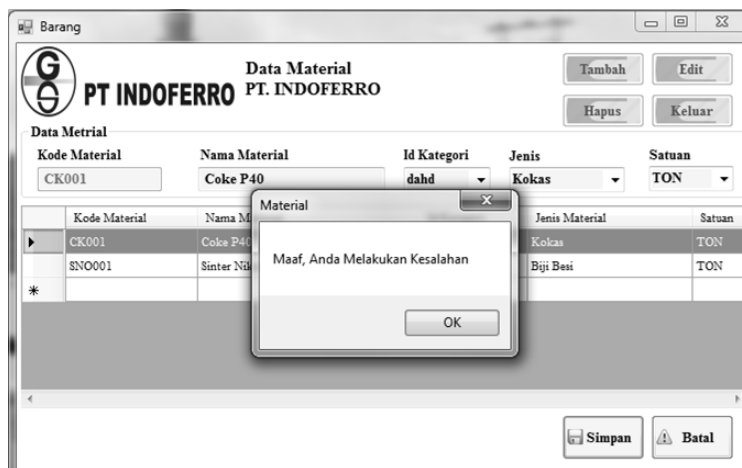 Barang
G
PT INDOFERRO
Data Material
PT. INDOFERRO
Tambah Edit
Hapus Keluar
Data Metrial
Kode Material Nama Material Id Kategori Jenis Satuan
CK001 Coke P40 dahd Kokas TON
Material
Kode Material Nama Jenis Material Satuan
CK001 Coke P40 Kokas TON
SNO001 Sinter Biji Besi TON
Maaf, Anda Melakukan Kesalahan
OK
Simpan Batal